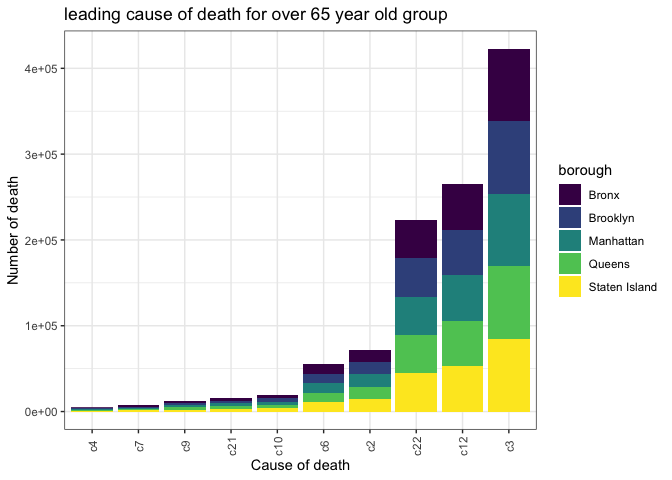 leading cause of death for over 65 year old group
Number of death
4e+05
3e+05
2e+05
1e+05
0e+00
c4 c7 c9 c21 c10 c6 c2 c22 c12 c3
Cause of death
borough
Bronx
Brooklyn
Manhattan
Queens
Staten Island